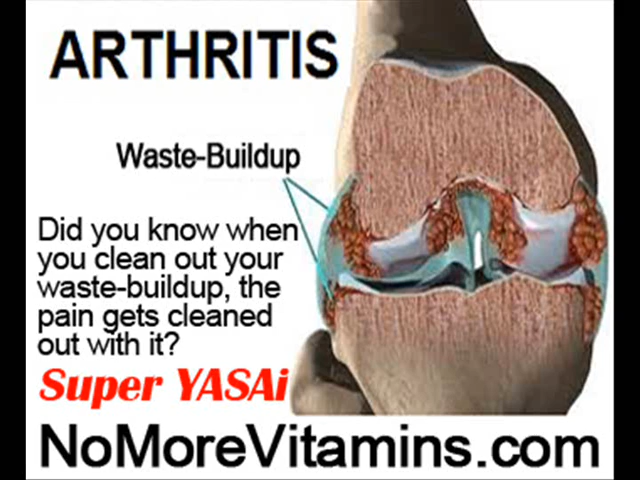 ARTHRITIS
Waste-Buildup
Did you know when
you clean out your
waste-buildup, the
pain gets cleaned
out with it?
Super YASAi
NoMoreVitamins.com